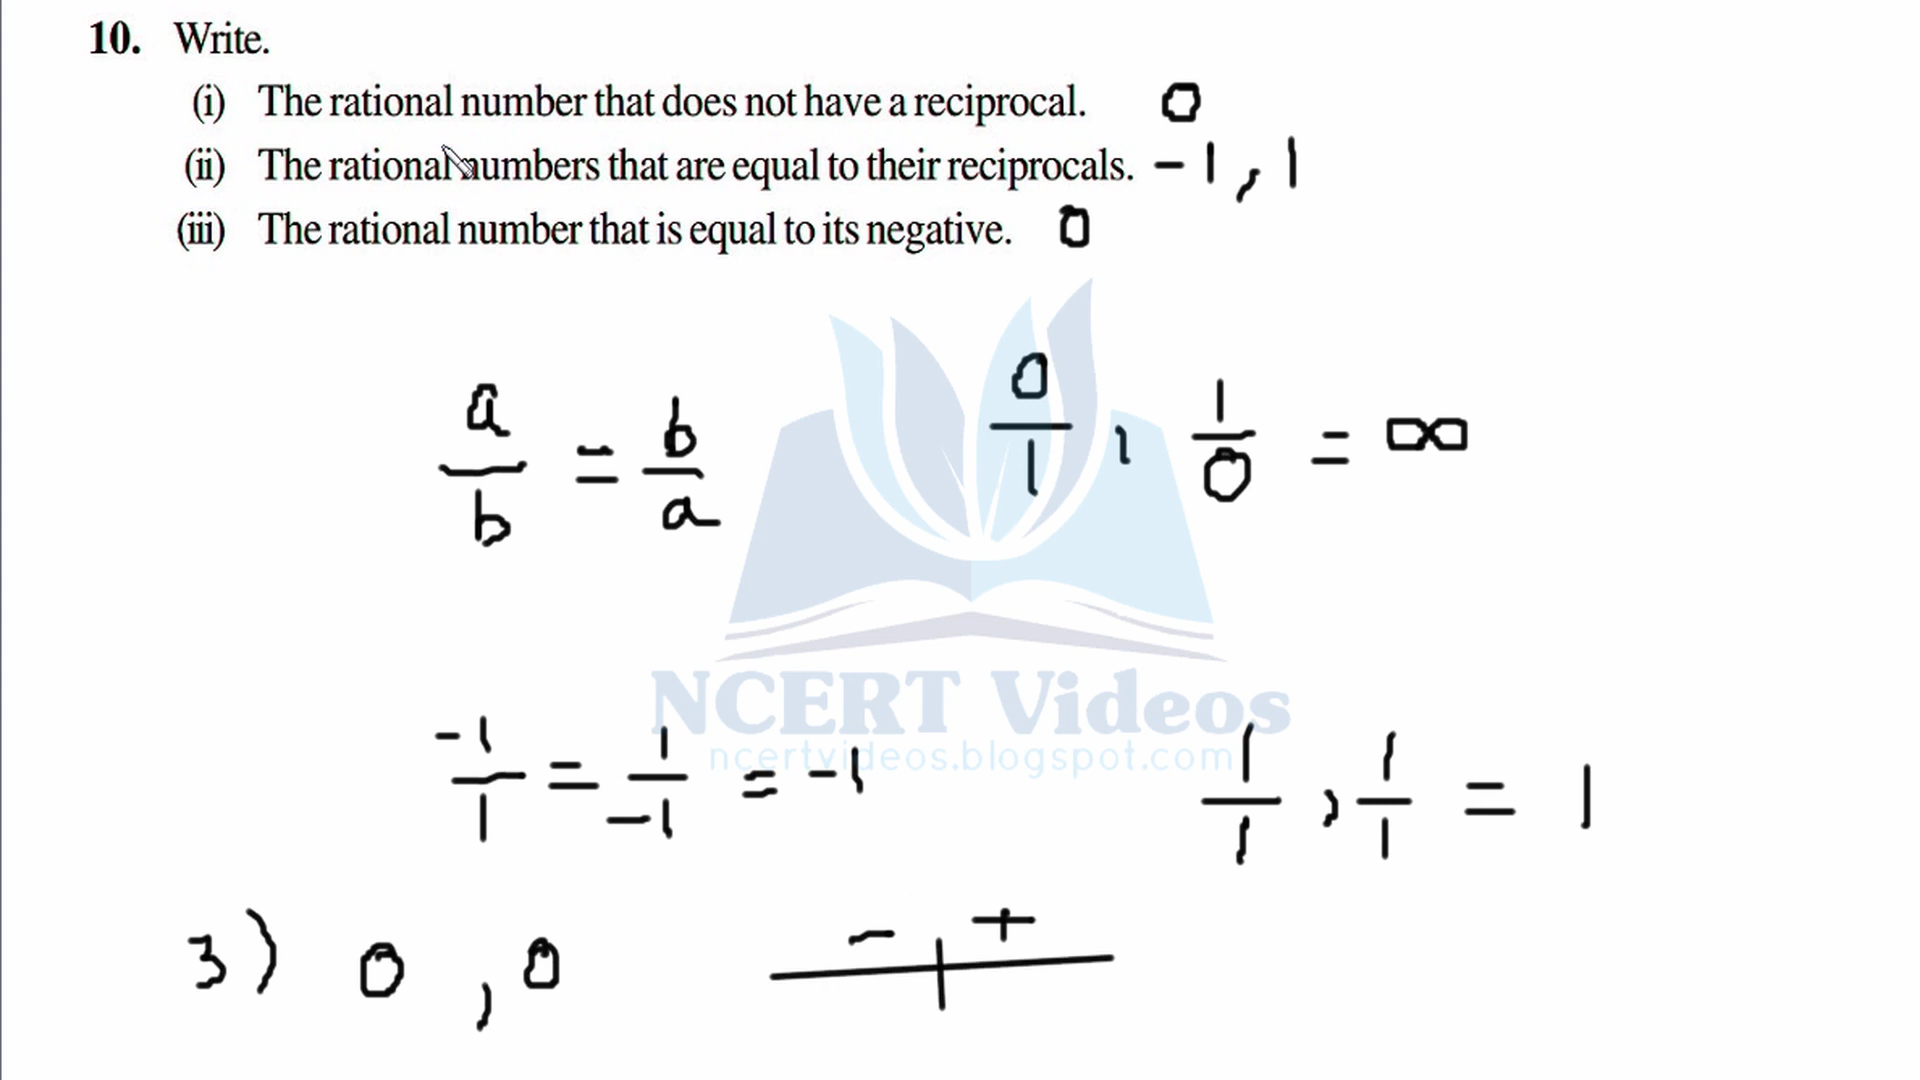 10. Write.
(i) The rational number that does not have a reciprocal. 0
(ii) The rational numbers that are equal to their reciprocals. -1, 1
(iii) The rational number that is equal to its negative. 0
a/b = b/a
0/1, 1/0 = ∞
NCERT Videos
ncertvideos.blogspot.com
-1/1 = 1/-1 = -1
1/1, 1/1 = 1
3) 0, 0
- +